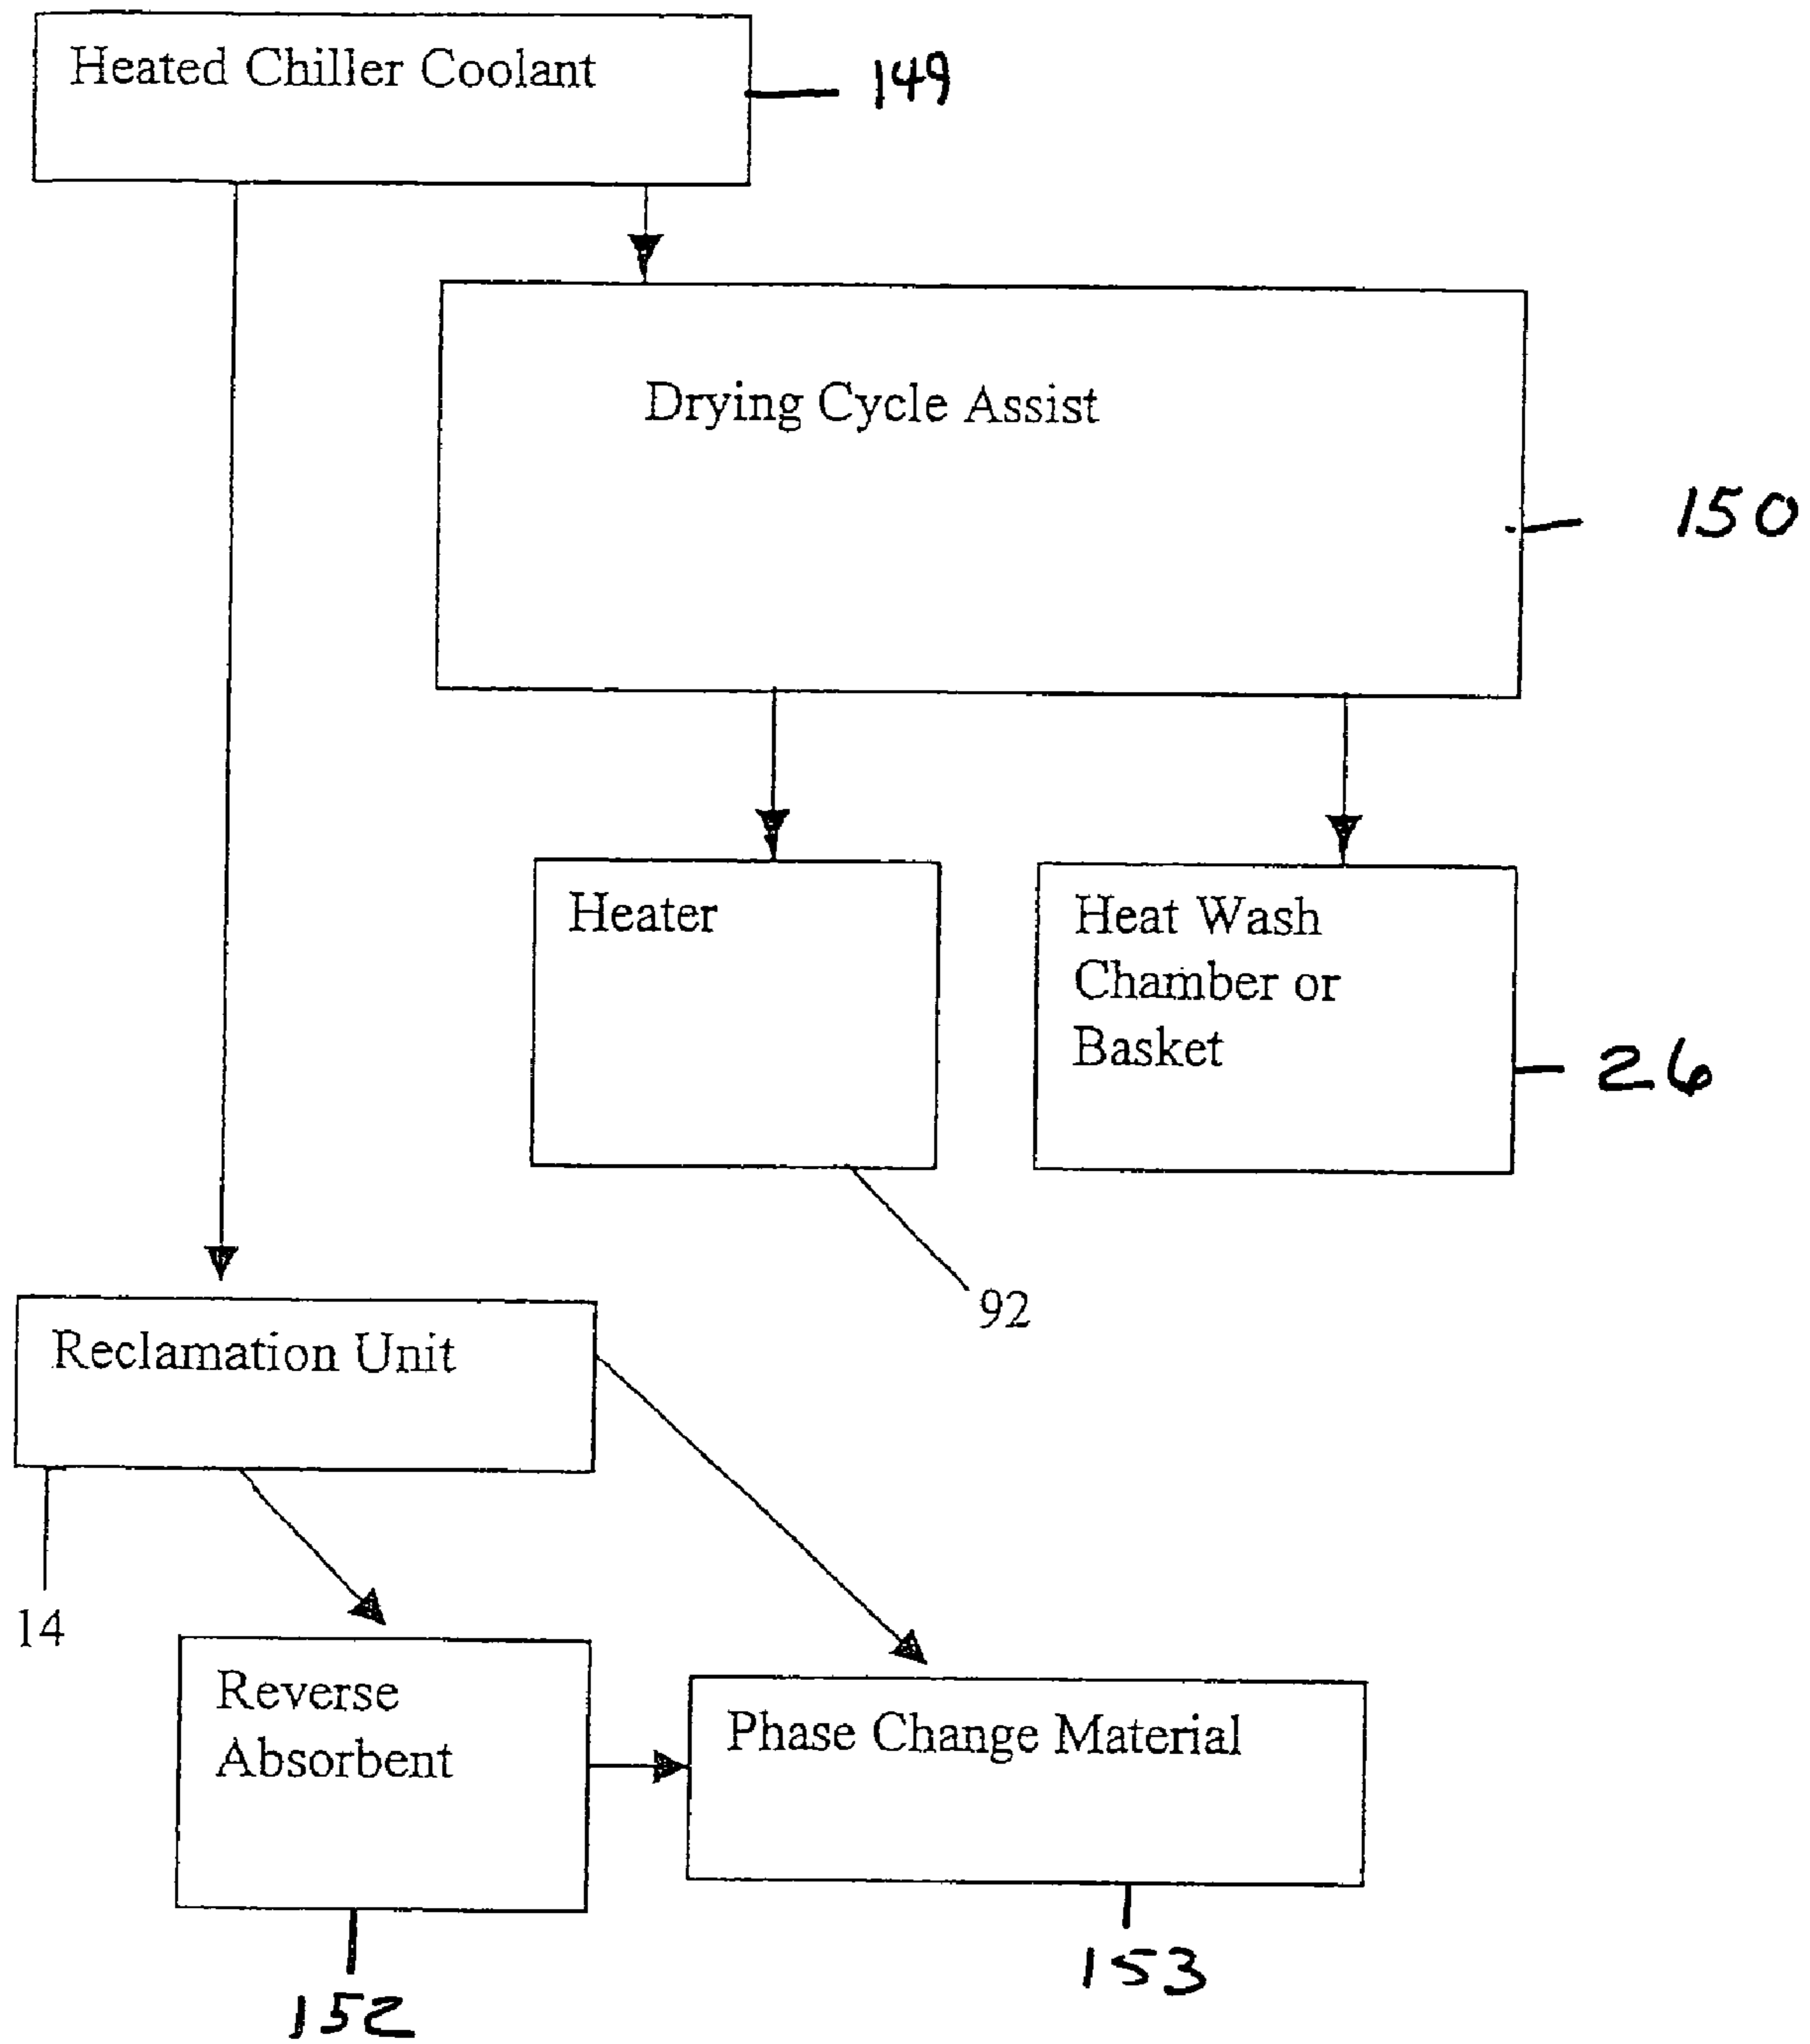 Heated Chiller Coolant
149
Drying Cycle Assist
150
Heater
Heat Wash
Chamber or
Basket
26
92
Reclamation Unit
14
Reverse
Absorbent
Phase Change Material
153
152